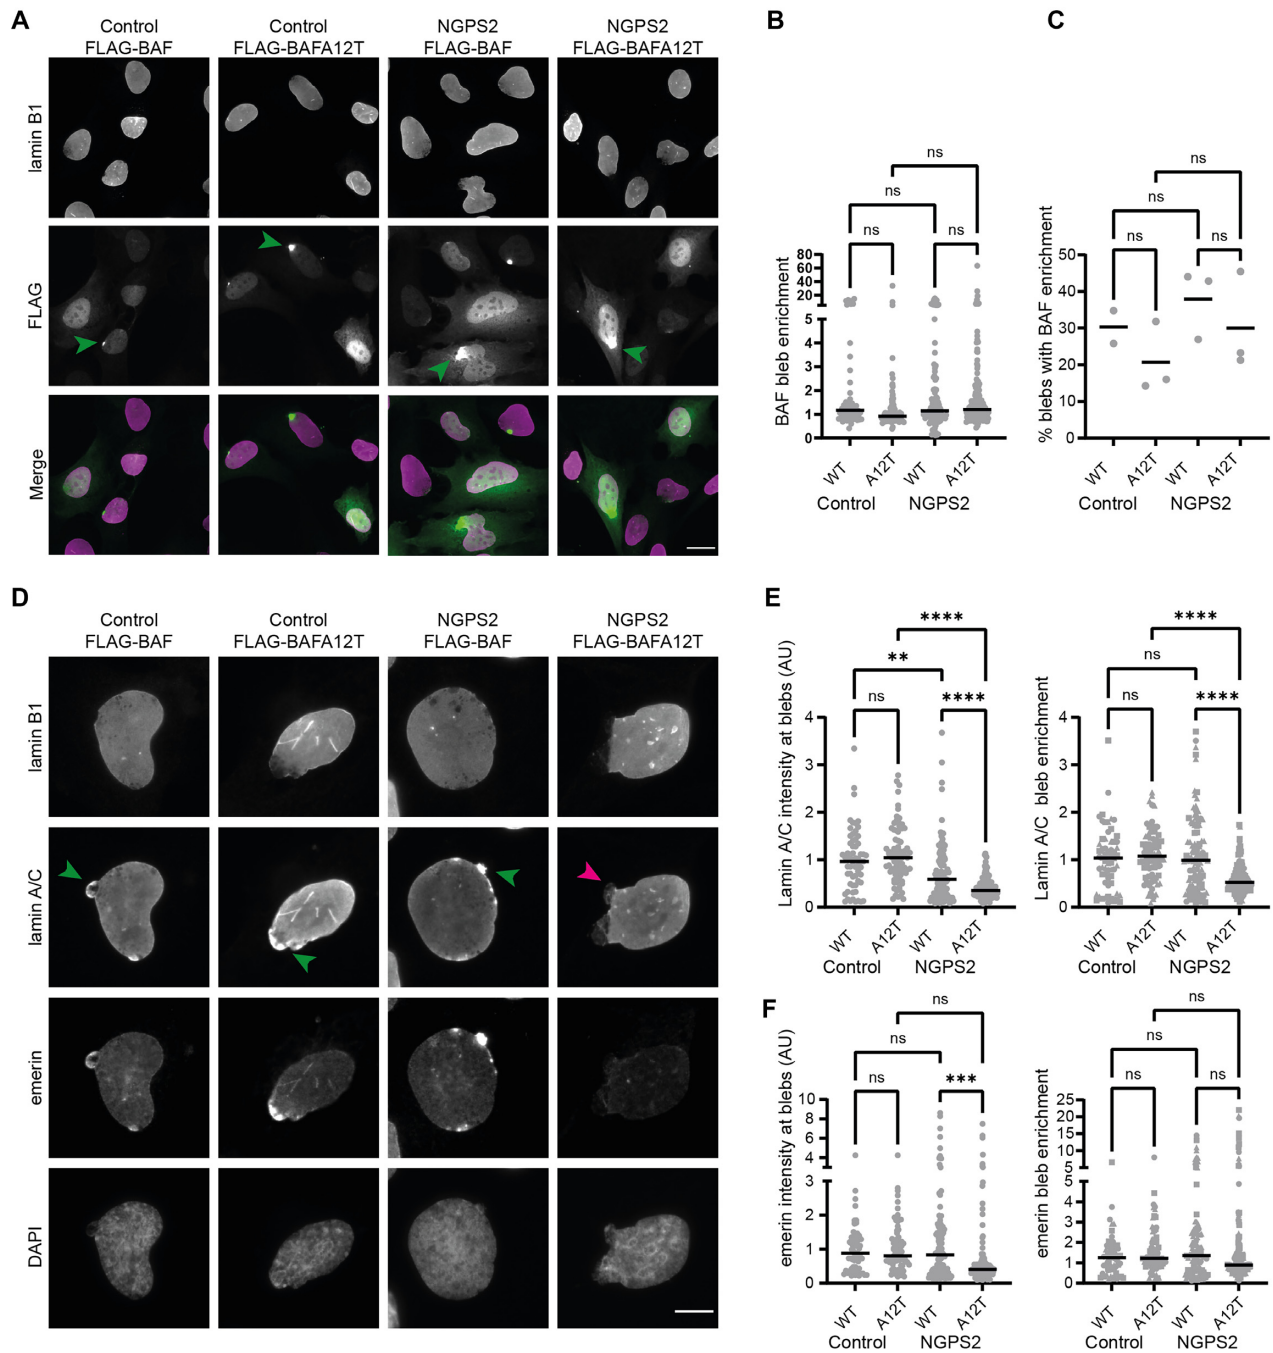 A
Control
FLAG-BAF
Control
FLAG-BAFA12T
NGPS2
FLAG-BAF
NGPS2
FLAG-BAFA12T
lamin B1
FLAG
Merge
B
ns
ns
ns
ns
BAF bleb enrichment
80
60
40
20
5
4
3
2
1
0
WT
A12T
WT
A12T
Control
NGPS2
C
ns
ns
ns
ns
% blebs with BAF enrichment
50
40
30
20
10
0
WT
A12T
WT
A12T
Control
NGPS2
D
Control
FLAG-BAF
Control
FLAG-BAFA12T
NGPS2
FLAG-BAF
NGPS2
FLAG-BAFA12T
lamin B1
lamin A/C
emerin
DAPI
E
****
**
ns
****
Lamin A/C intensity at blebs (AU)
4
3
2
1
0
WT
A12T
WT
A12T
Control
NGPS2
****
ns
ns
****
Lamin A/C bleb enrichment
4
3
2
1
0
WT
A12T
WT
A12T
Control
NGPS2
F
ns
ns
ns
***
emerin intensity at blebs (AU)
10
8
6
4
3
2
1
0
WT
A12T
WT
A12T
Control
NGPS2
ns
ns
ns
ns
emerin bleb enrichment
25
20
15
10
5
5
4
3
2
1
0
WT
A12T
WT
A12T
Control
NGPS2